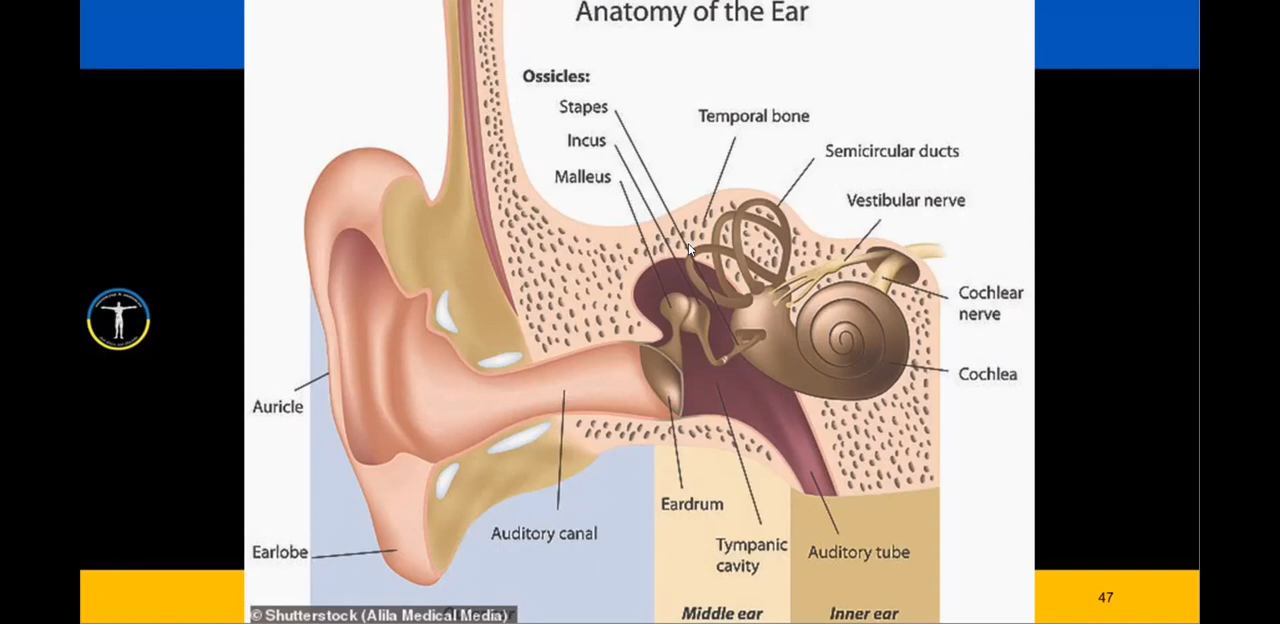 Anatomy of the Ear
Ossicles:
Stapes
Incus
Malleus
Temporal bone
Semicircular ducts
Vestibular nerve
Cochlear
nerve
Cochlea
Auricle
Earlobe
Auditory canal
Eardrum
Tympanic
cavity
Auditory tube
Middle ear
Inner ear
© Shutterstock (Alila Medical Media)
47